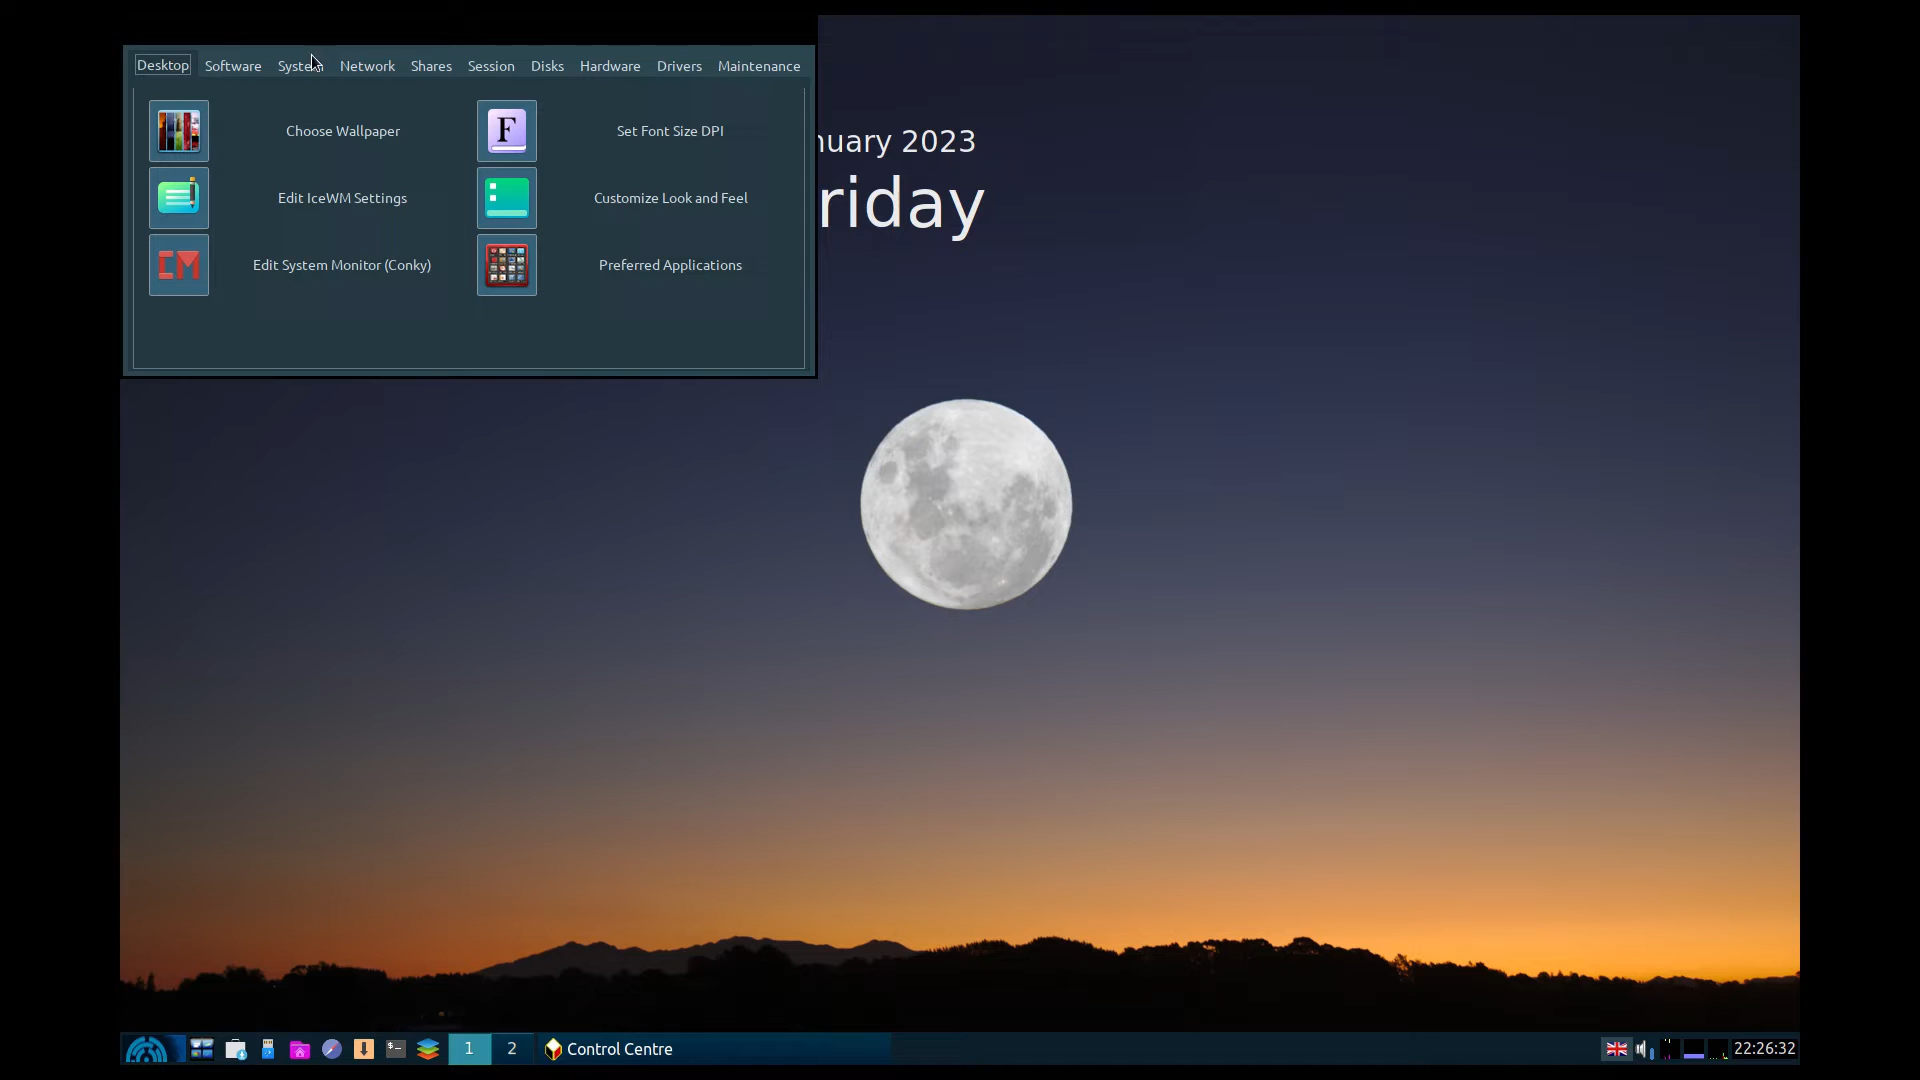 Desktop Software System Network Shares Session Disks Hardware Drivers Maintenance
Choose Wallpaper
F
Set Font Size DPI
nuary 2023
Edit IceWM Settings
Customize Look and Feel
riday
CM
Edit System Monitor (Conky)
Preferred Applications
$-
1
2
Control Centre
22:26:32